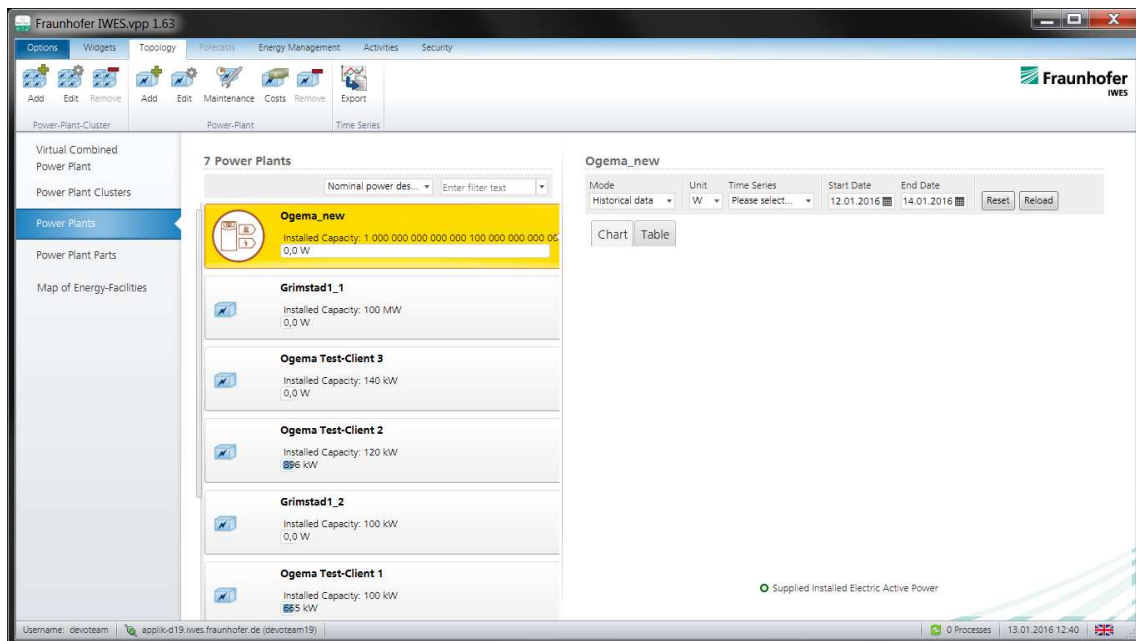 Fraunhofer IWES.vpp 1.63
Options Widgets Topology Forecasts Energy Management Activities Security
Add Edit Remove Add Edit Maintenance Costs Remove Export
Power-Plant-Cluster Power-Plant Time Series
Fraunhofer
IWES
Virtual Combined
Power Plant
Power Plant Clusters
Power Plants
Power Plant Parts
Map of Energy-Facilities
7 Power Plants
Nominal power des... Enter filter text
Ogema_new
Installed Capacity: 1 000 000 000 000 000 100 000 000 000 00
0,0 W
Grimstad1_1
Installed Capacity: 100 MW
0,0 W
Ogema Test-Client 3
Installed Capacity: 140 kW
0,0 W
Ogema Test-Client 2
Installed Capacity: 120 kW
896 kW
Grimstad1_2
Installed Capacity: 100 kW
0,0 W
Ogema Test-Client 1
Installed Capacity: 100 kW
665 kW
Ogema_new
Mode Unit Time Series Start Date End Date
Historical data W Please select... 12.01.2016 14.01.2016 Reset Reload
Chart Table
Supplied Installed Electric Active Power
Username: devoteam applik-d19.iwes.fraunhofer.de (devoteam19) 0 Processes 13.01.2016 12:40